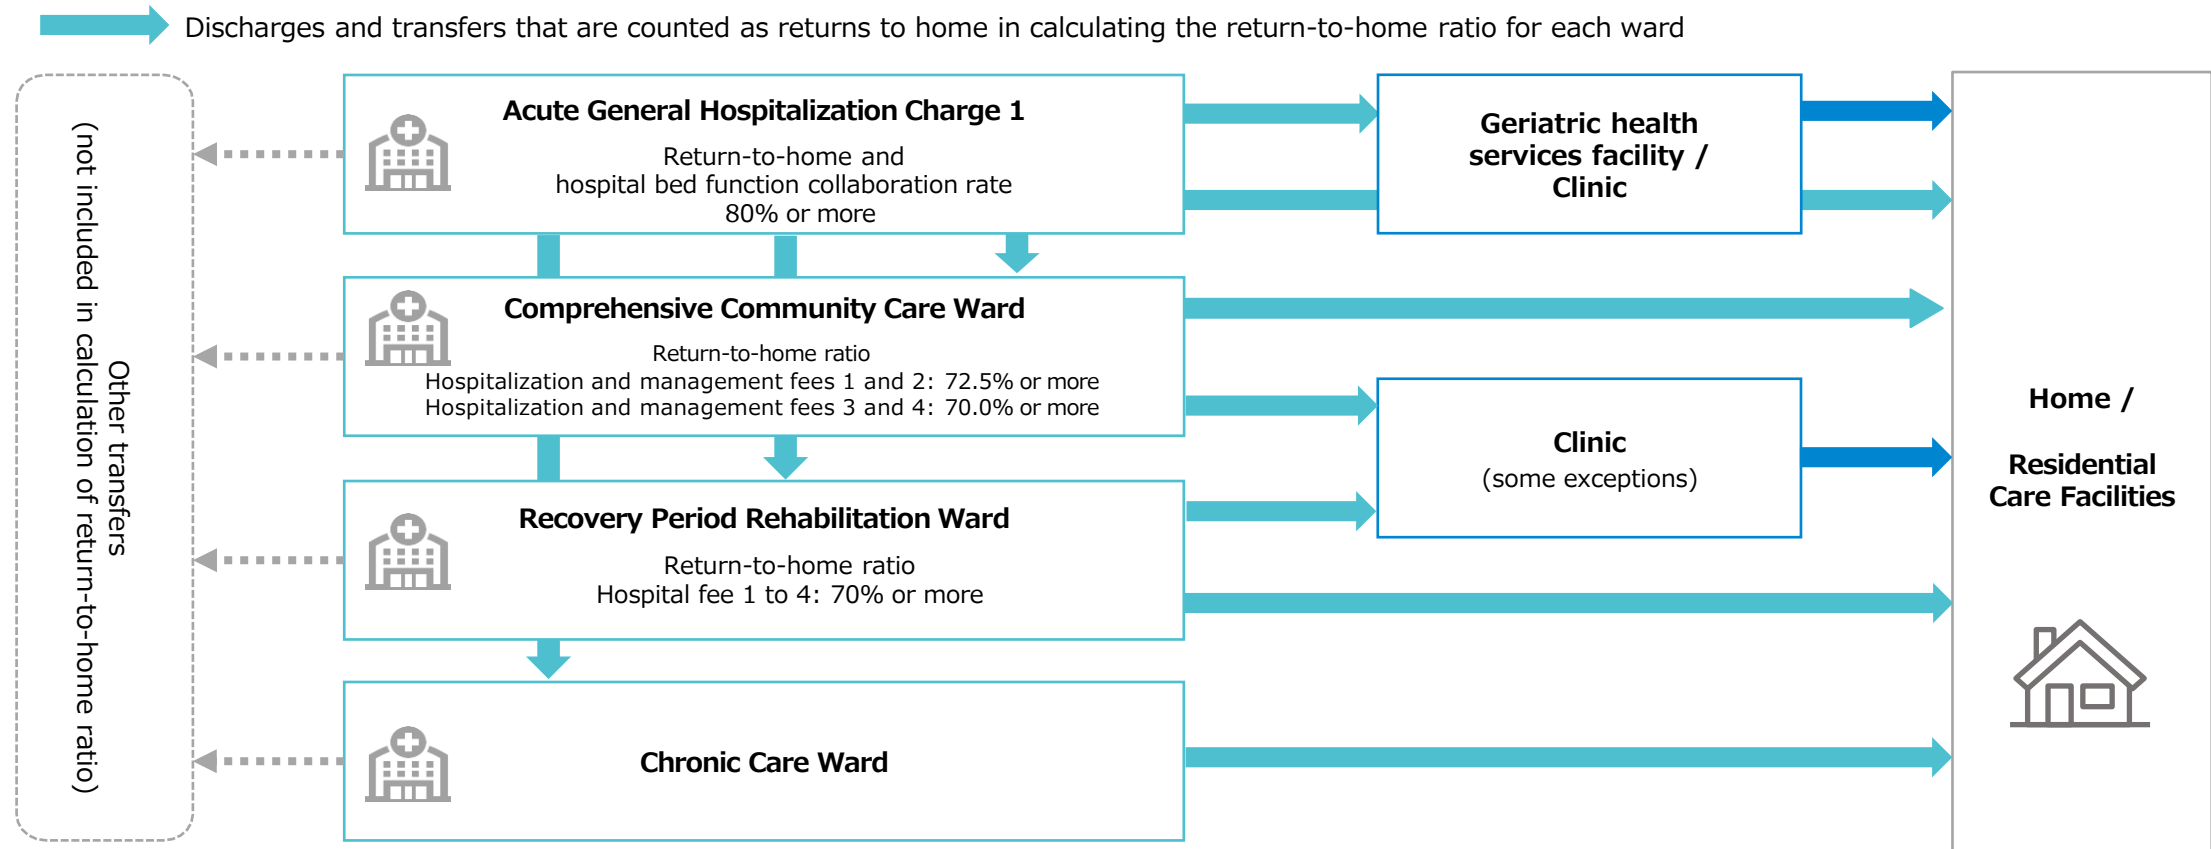 Discharges and transfers that are counted as returns to home in calculating the return-to-home ratio for each ward
Other transfers
(not included in calculation of return-to-home ratio)
Acute General Hospitalization Charge 1
Return-to-home and
hospital bed function collaboration rate
80% or more
Geriatric health
services facility /
Clinic
Comprehensive Community Care Ward
Return-to-home ratio
Hospitalization and management fees 1 and 2: 72.5% or more
Hospitalization and management fees 3 and 4: 70.0% or more
Clinic
(some exceptions)
Recovery Period Rehabilitation Ward
Return-to-home ratio
Hospital fee 1 to 4: 70% or more
Chronic Care Ward
Home /
Residential
Care Facilities